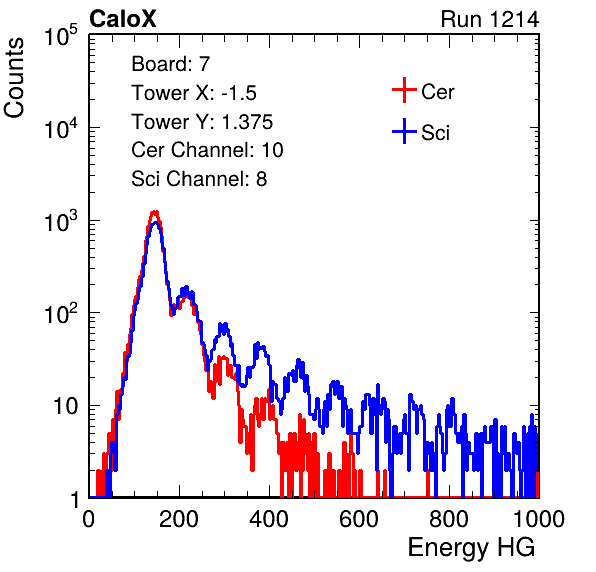 CaloX Run 1214
Counts
10^5
10^4
10^3
10^2
10
1
Board: 7
Tower X: -1.5
Tower Y: 1.375
Cer Channel: 10
Sci Channel: 8
Cer
Sci
0 200 400 600 800 1000
Energy HG